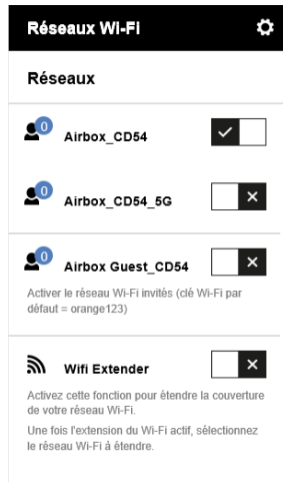 Réseaux WI-FI
Réseaux
0
Airbox_CD54
0
Airbox_CD54_5G
0
Airbox Guest_CD54
Activer le réseau Wi-Fi invités (clé Wi-Fi par
défaut = orange123)
Wifi Extender
Activez cette fonction pour étendre la couverture
de votre réseau Wi-Fi.
Une fois l'extension du Wi-Fi actif, sélectionnez
le réseau Wi-Fi à étendre.